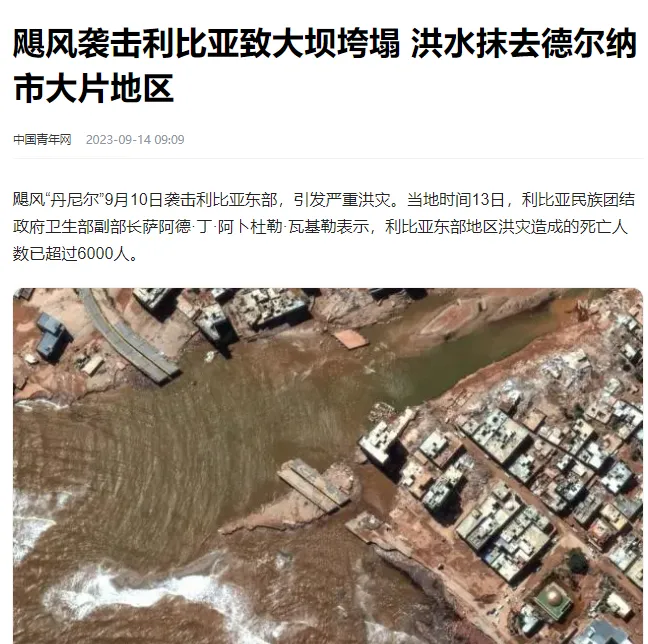 飓风袭击利比亚致大坝垮塌 洪水抹去德尔纳
市大片地区
中国青年网 2023-09-14 09:09
飓风“丹尼尔”9月10日袭击利比亚东部，引发严重洪灾。当地时间13日，利比亚民族团结
政府卫生部副部长萨阿德·丁·阿卜杜勒·瓦基勒表示，利比亚东部地区洪灾造成的死亡人
数已超过6000人。